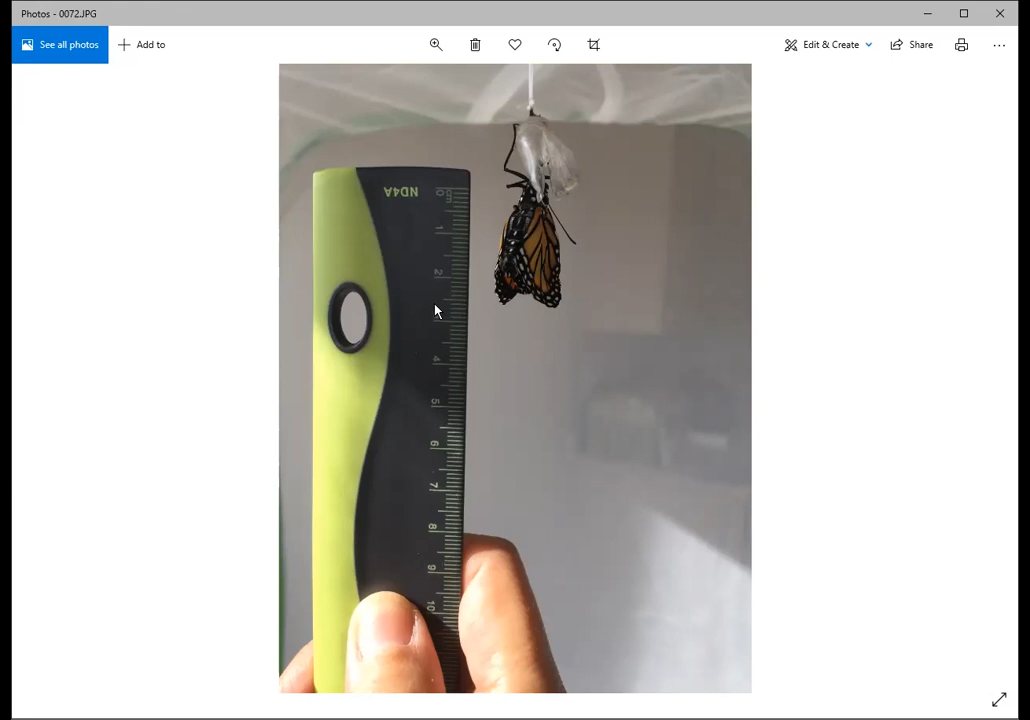 Photos - 0072.JPG
See all photos
Add to
Edit & Create
Share
ND4A
0
cm
1
2
4
5
6
7
8
9
10